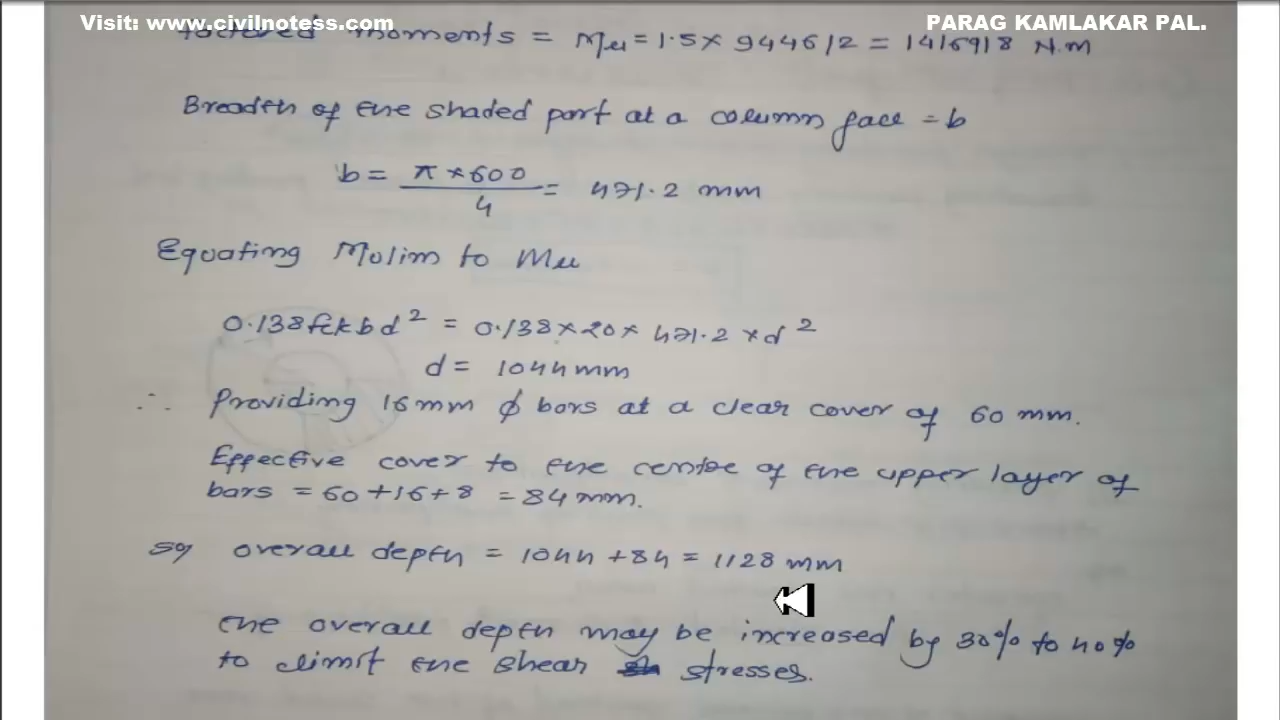 Visit: www.civilnotess.com
PARAG KAMLAKAR PAL.
factored moments = Mu = 1.5 × 944612 = 1416918 N.m
Breadth of the shaded part at a column face = b
b = π × 600 / 4 = 471.2 mm
Equating Mulim to Mu
0.138 fck b d² = 0.138 × 20 × 471.2 × d²
d = 1044 mm
∴ Providing 16 mm ϕ bars at a clear cover of 60 mm.
Effective cover to the centre of the upper layer of
bars = 60 + 16 + 8 = 84 mm.
So, overall depth = 1044 + 84 = 1128 mm
the overall depth may be increased by 30% to 40%
to limit the shear stresses.